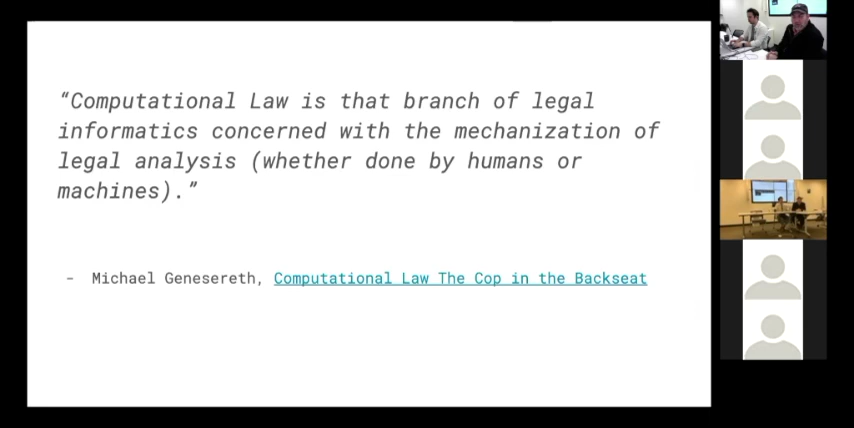 “Computational Law is that branch of legal
informatics concerned with the mechanization of
legal analysis (whether done by humans or
machines).”
- Michael Genesereth, Computational Law The Cop in the Backseat